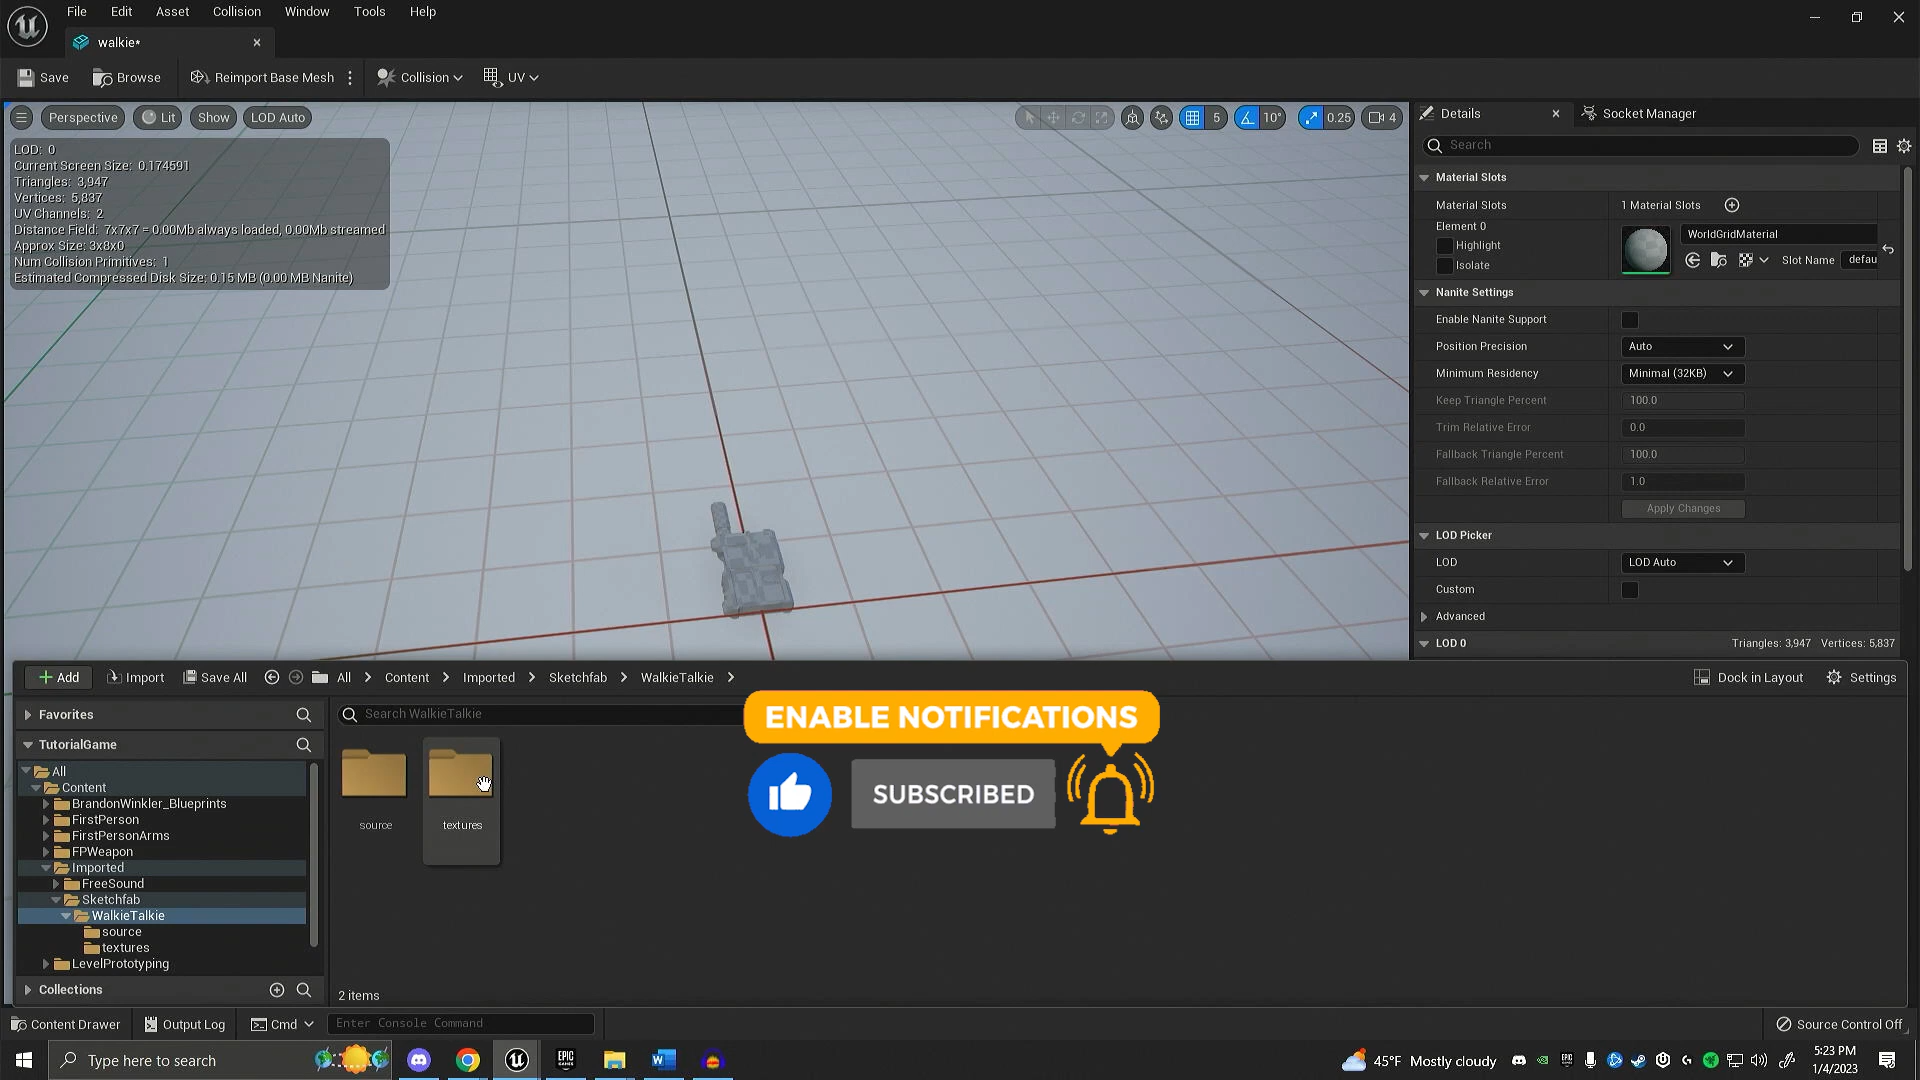 File Edit Asset Collision Window Tools Help
walkie*
Save Browse Reimport Base Mesh Collision UV
Perspective Lit Show LOD Auto
5 10° 0.25 4
LOD: 0
Current Screen Size: 0.174591
Triangles: 3,947
Vertices: 5,837
UV Channels: 2
Distance Field: 7x7x7 = 0.00Mb always loaded, 0.00Mb streamed
Approx Size: 3x8x0
Num Collision Primitives: 1
Estimated Compressed Disk Size: 0.15 MB (0.00 MB Nanite)
Details Socket Manager
Search
Material Slots
Material Slots 1 Material Slots
Element 0
Highlight
Isolate
WorldGridMaterial
Slot Name defau
Nanite Settings
Enable Nanite Support
Position Precision Auto
Minimum Residency Minimal (32KB)
Keep Triangle Percent 100.0
Trim Relative Error 0.0
Fallback Triangle Percent 100.0
Fallback Relative Error 1.0
Apply Changes
LOD Picker
LOD LOD Auto
Custom
Advanced
LOD 0 Triangles: 3,947 Vertices: 5,837
Add Import Save All All Content Imported Sketchfab WalkieTalkie Dock in Layout Settings
Favorites
TutorialGame
All
Content
BrandonWinkler_Blueprints
FirstPerson
FirstPersonArms
FPWeapon
Imported
FreeSound
Sketchfab
WalkieTalkie
source
textures
LevelPrototyping
Collections
Search WalkieTalkie
source textures
2 items
ENABLE NOTIFICATIONS
SUBSCRIBED
Content Drawer Output Log Cmd Enter Console Command Source Control Off
Type here to search
EPIC GAMES
45°F Mostly cloudy
5:23 PM
1/4/2023